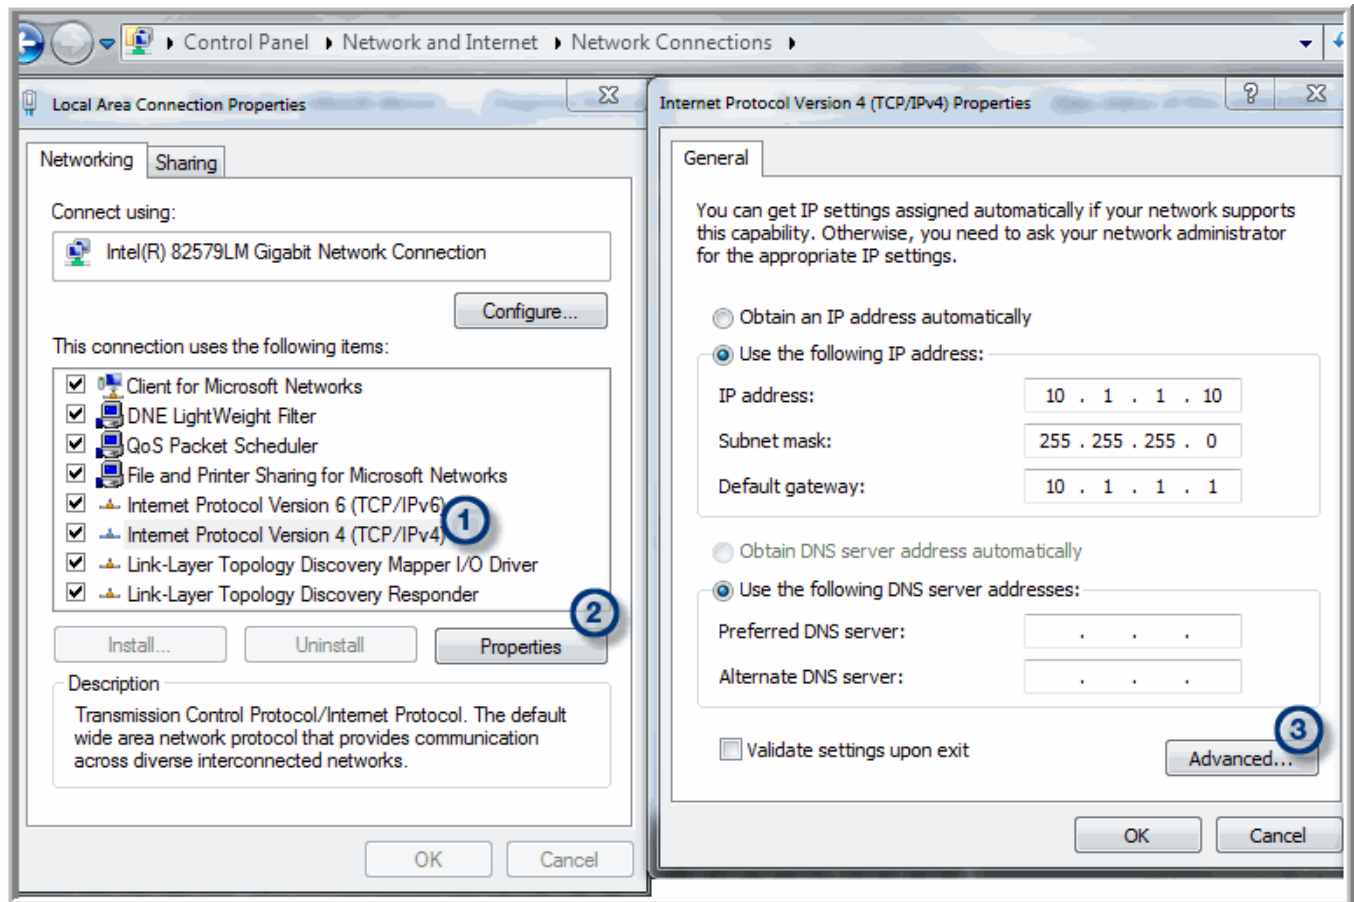 Control Panel Network and Internet Network Connections
Local Area Connection Properties
Networking Sharing
Connect using:
Intel(R) 82579LM Gigabit Network Connection
Configure...
This connection uses the following items:
Client for Microsoft Networks
DNE LightWeight Filter
QoS Packet Scheduler
File and Printer Sharing for Microsoft Networks
Internet Protocol Version 6 (TCP/IPv6)
Internet Protocol Version 4 (TCP/IPv4)
1
Link-Layer Topology Discovery Mapper I/O Driver
Link-Layer Topology Discovery Responder
2
Install... Uninstall Properties
Description
Transmission Control Protocol/Internet Protocol. The default
wide area network protocol that provides communication
across diverse interconnected networks.
OK Cancel
Internet Protocol Version 4 (TCP/IPv4) Properties
?
General
You can get IP settings assigned automatically if your network supports
this capability. Otherwise, you need to ask your network administrator
for the appropriate IP settings.
Obtain an IP address automatically
Use the following IP address:
IP address: 10 . 1 . 1 . 10
Subnet mask: 255 . 255 . 255 . 0
Default gateway: 10 . 1 . 1 . 1
Obtain DNS server address automatically
Use the following DNS server addresses:
Preferred DNS server: . . .
Alternate DNS server: . . .
3
Validate settings upon exit Advanced...
OK Cancel